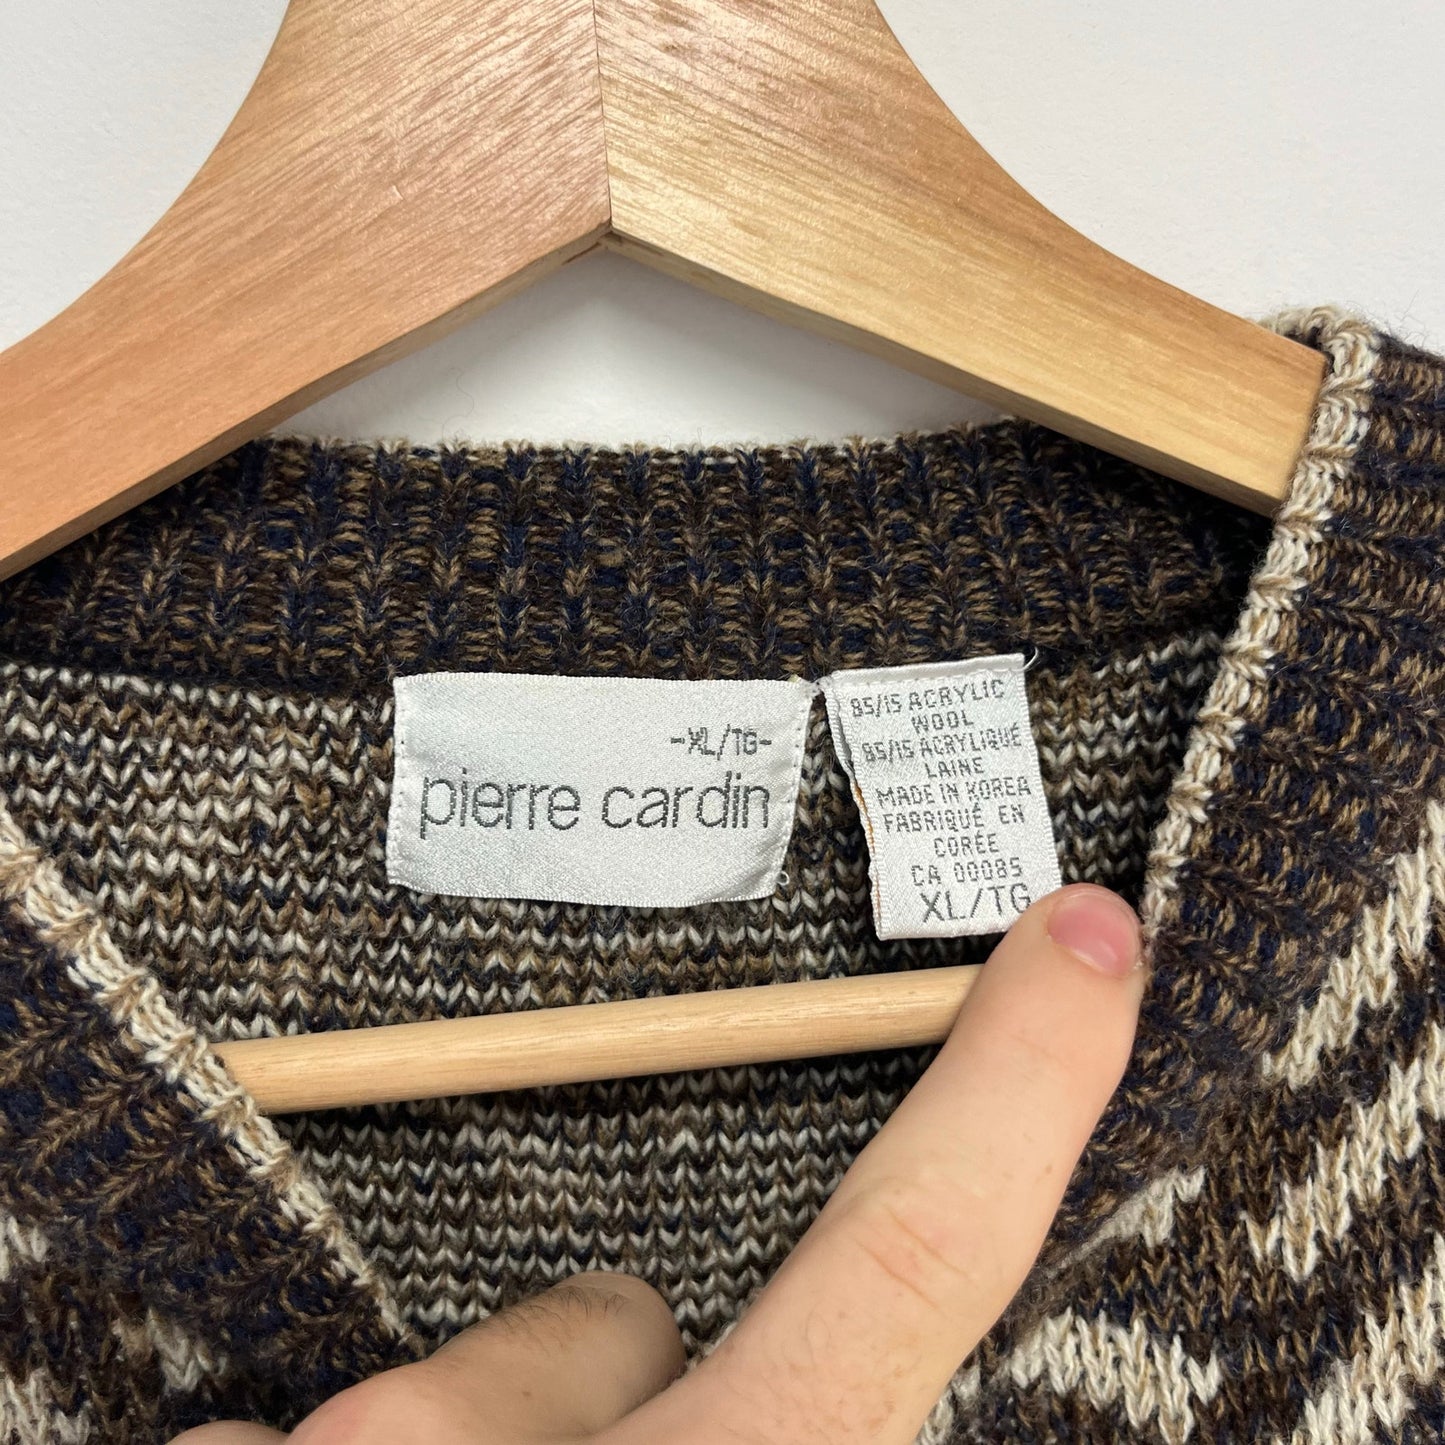 -XL/TG-
pierre cardin
85/15 ACRYLIC
WOOL
85/15 ACRYLIQUÉ
LAINE
MADE IN KOREA
FABRIQUÉ EN
CORÉE
CA 00085
XL/TG